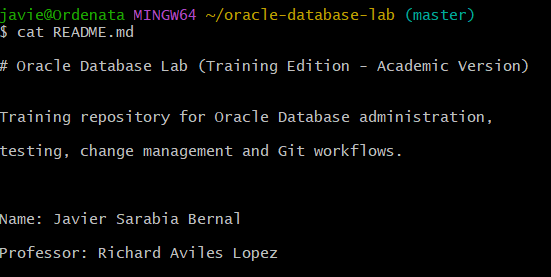 javie@Ordenata MINGW64 ~/oracle-database-lab (master)
$ cat README.md
# Oracle Database Lab (Training Edition - Academic Version)
Training repository for Oracle Database administration,
testing, change management and Git workflows.
Name: Javier Sarabia Bernal
Professor: Richard Aviles Lopez